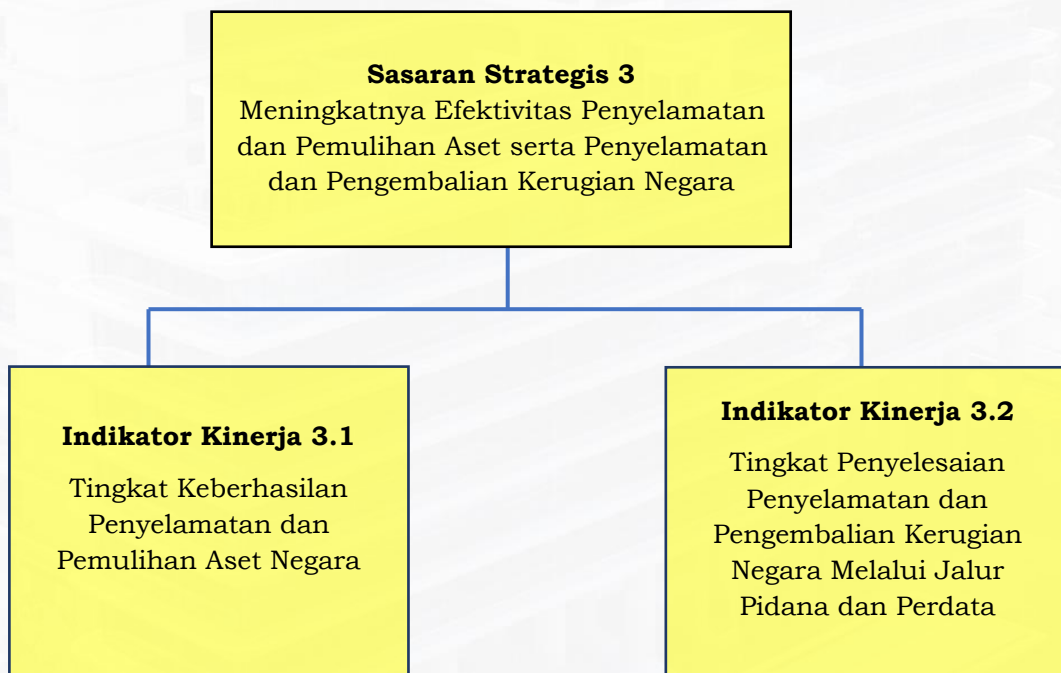 Sasaran Strategis 3
Meningkatnya Efektivitas Penyelamatan
dan Pemulihan Aset serta Penyelamatan
dan Pengembalian Kerugian Negara
Indikator Kinerja 3.1
Tingkat Keberhasilan
Penyelamatan dan
Pemulihan Aset Negara
Indikator Kinerja 3.2
Tingkat Penyelesaian
Penyelamatan dan
Pengembalian Kerugian
Negara Melalui Jalur
Pidana dan Perdata